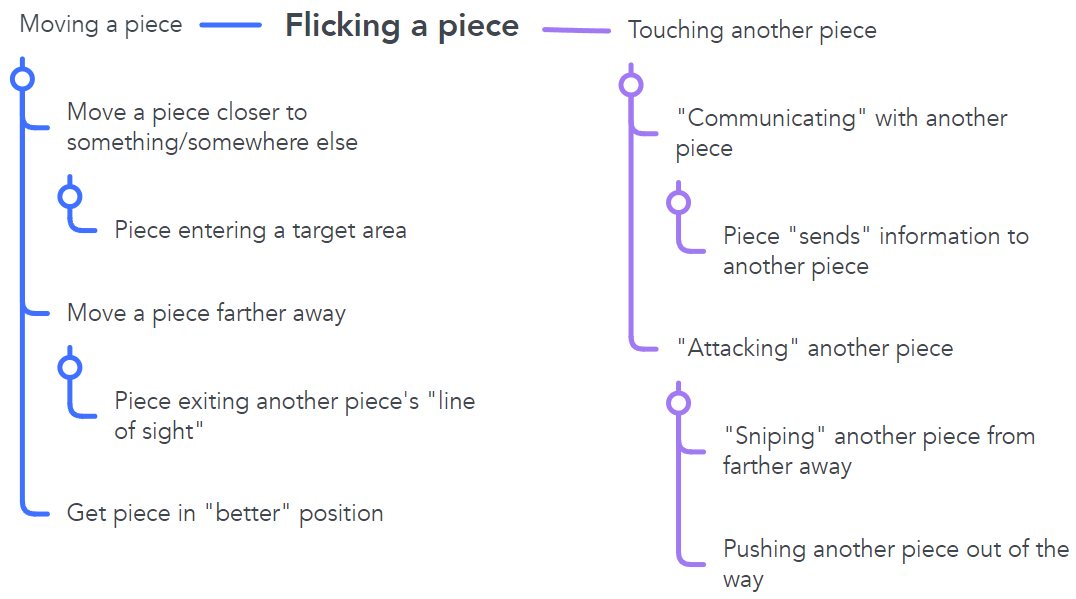 Moving a piece
Flicking a piece
Touching another piece
Move a piece closer to
something/somewhere else
Piece entering a target area
Move a piece farther away
Piece exiting another piece's "line
of sight"
Get piece in "better" position
"Communicating" with another
piece
Piece "sends" information to
another piece
"Attacking" another piece
"Sniping" another piece from
farther away
Pushing another piece out of the
way